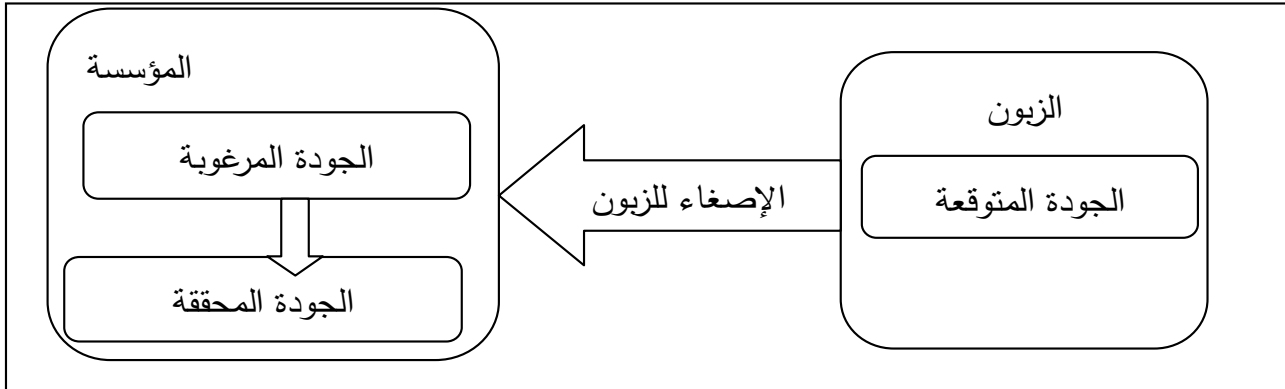 الزبون
الجودة المتوقعة
الإصغاء للزبون
المؤسسة
الجودة المرغوبة
الجودة المحققة